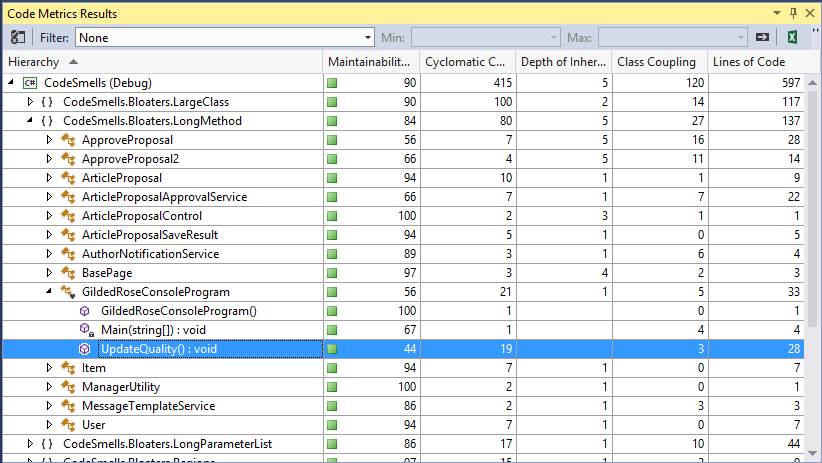 Code Metrics Results
Filter: None Min: Max:
Hierarchy Maintainabilit... Cyclomatic C... Depth of Inher... Class Coupling Lines of Code
C# CodeSmells (Debug) 90 415 5 120 597
{ } CodeSmells.Bloaters.LargeClass 90 100 2 14 117
{ } CodeSmells.Bloaters.LongMethod 84 80 5 27 137
ApproveProposal 56 7 5 16 28
ApproveProposal2 66 4 5 11 14
ArticleProposal 94 10 1 1 9
ArticleProposalApprovalService 66 7 1 7 22
ArticleProposalControl 100 2 3 1 1
ArticleProposalSaveResult 94 5 1 0 5
AuthorNotificationService 89 3 1 6 4
BasePage 97 3 4 2 3
GildedRoseConsoleProgram 56 21 1 5 33
GildedRoseConsoleProgram() 100 1 0 1
Main(string[]) : void 67 1 4 4
UpdateQuality() : void 44 19 3 28
Item 94 7 1 0 7
ManagerUtility 100 2 1 1 1
MessageTemplateService 86 2 1 3 3
User 94 7 1 0 7
{ } CodeSmells.Bloaters.LongParameterList 86 17 1 10 44